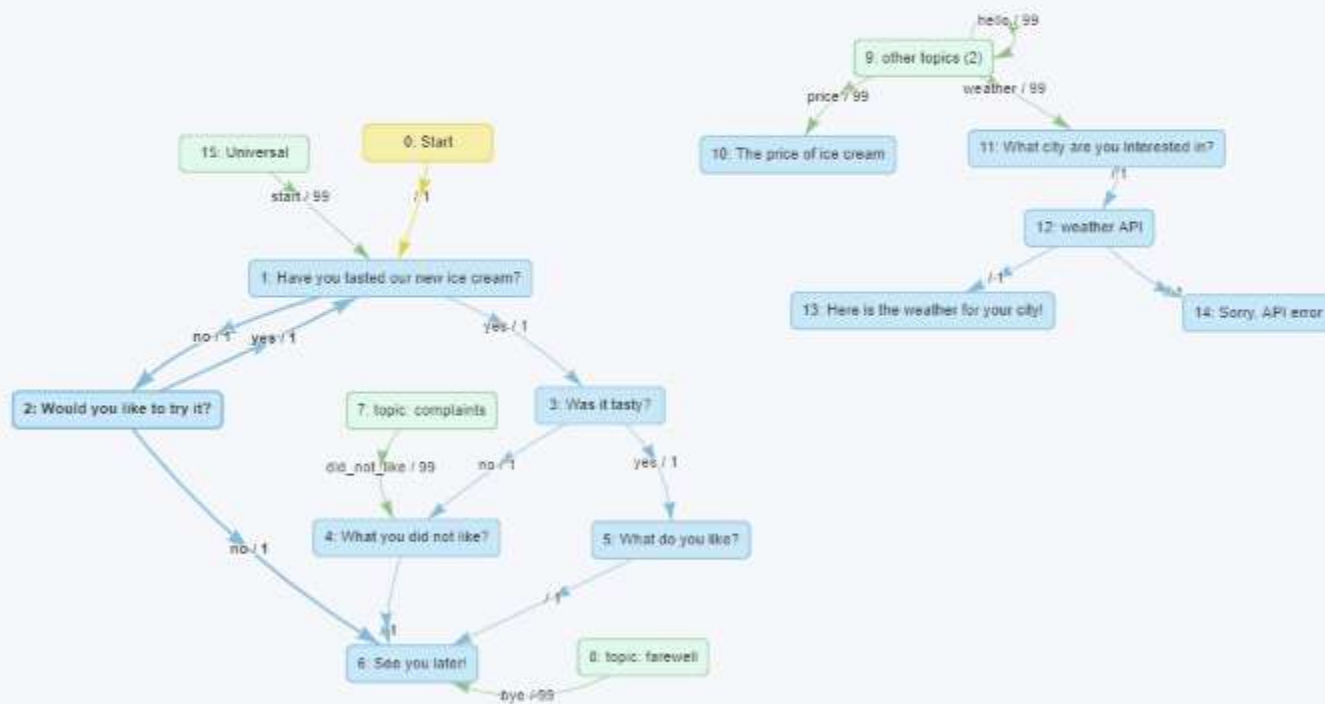 hello / 99
9: other topics (2)
price / 99
weather / 99
15: Universal
0: Start
10: The price of ice cream
11: What city are you interested in?
start / 99
/ 1
/ 1
12: weather API
1: Have you tasted our new ice cream?
/ 1
13: Here is the weather for your city!
14: Sorry, API error
no / 1
yes / 1
yes / 1
2: Would you like to try it?
7: topic: complaints
3: Was it tasty?
did_not_like / 99
no / 1
yes / 1
4: What you did not like?
5: What do you like?
no / 1
/ 1
1
6: See you later!
8: topic: farewell
bye / 99